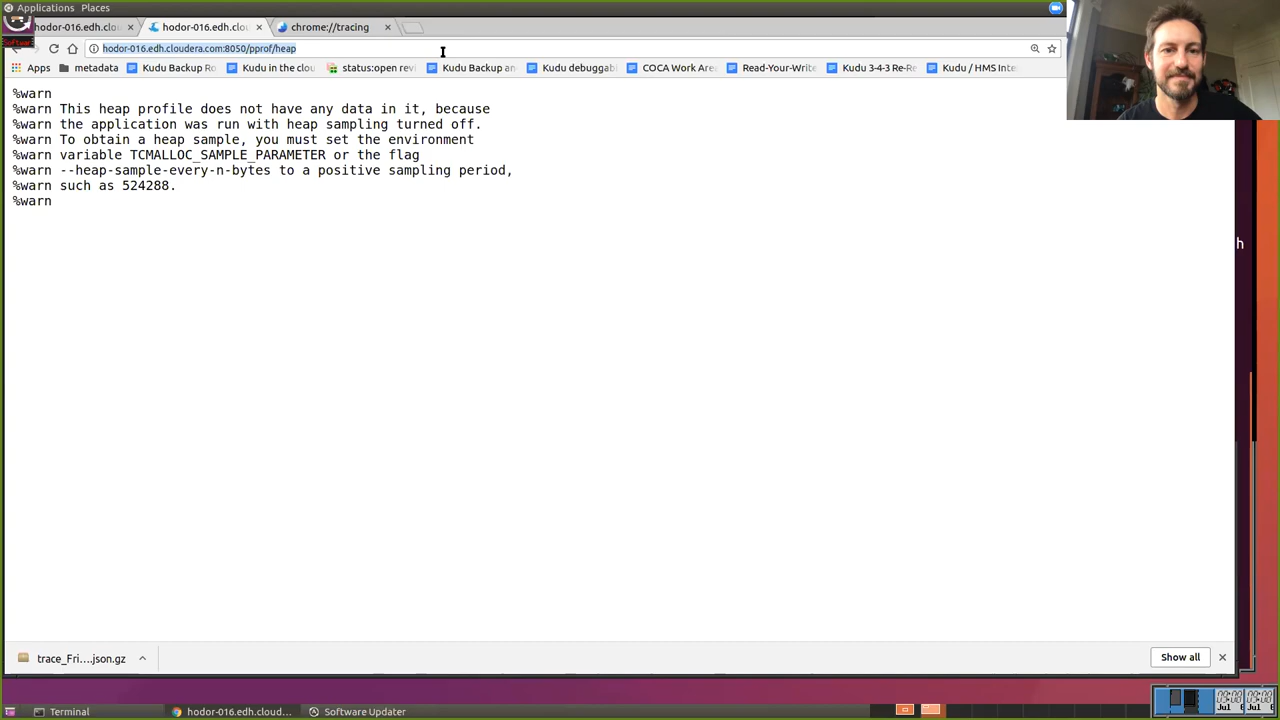 Applications Places
hodor-016.edh.clou
hodor-016.edh.clou
chrome://tracing
hodor-016.edh.cloudera.com:8050/pprof/heap
Apps
metadata
Kudu Backup Ro
Kudu in the clou
status:open revi
Kudu Backup an
Kudu debuggab
COCA Work Area
Read-Your-Write
Kudu 3-4-3 Re-Re
Kudu / HMS Inte
%warn
%warn This heap profile does not have any data in it, because
%warn the application was run with heap sampling turned off.
%warn To obtain a heap sample, you must set the environment
%warn variable TCMALLOC_SAMPLE_PARAMETER or the flag
%warn --heap-sample-every-n-bytes to a positive sampling period,
%warn such as 524288.
%warn
h
trace_Fri....json.gz
Show all
Terminal
hodor-016.edh.cloud...
Software Updater